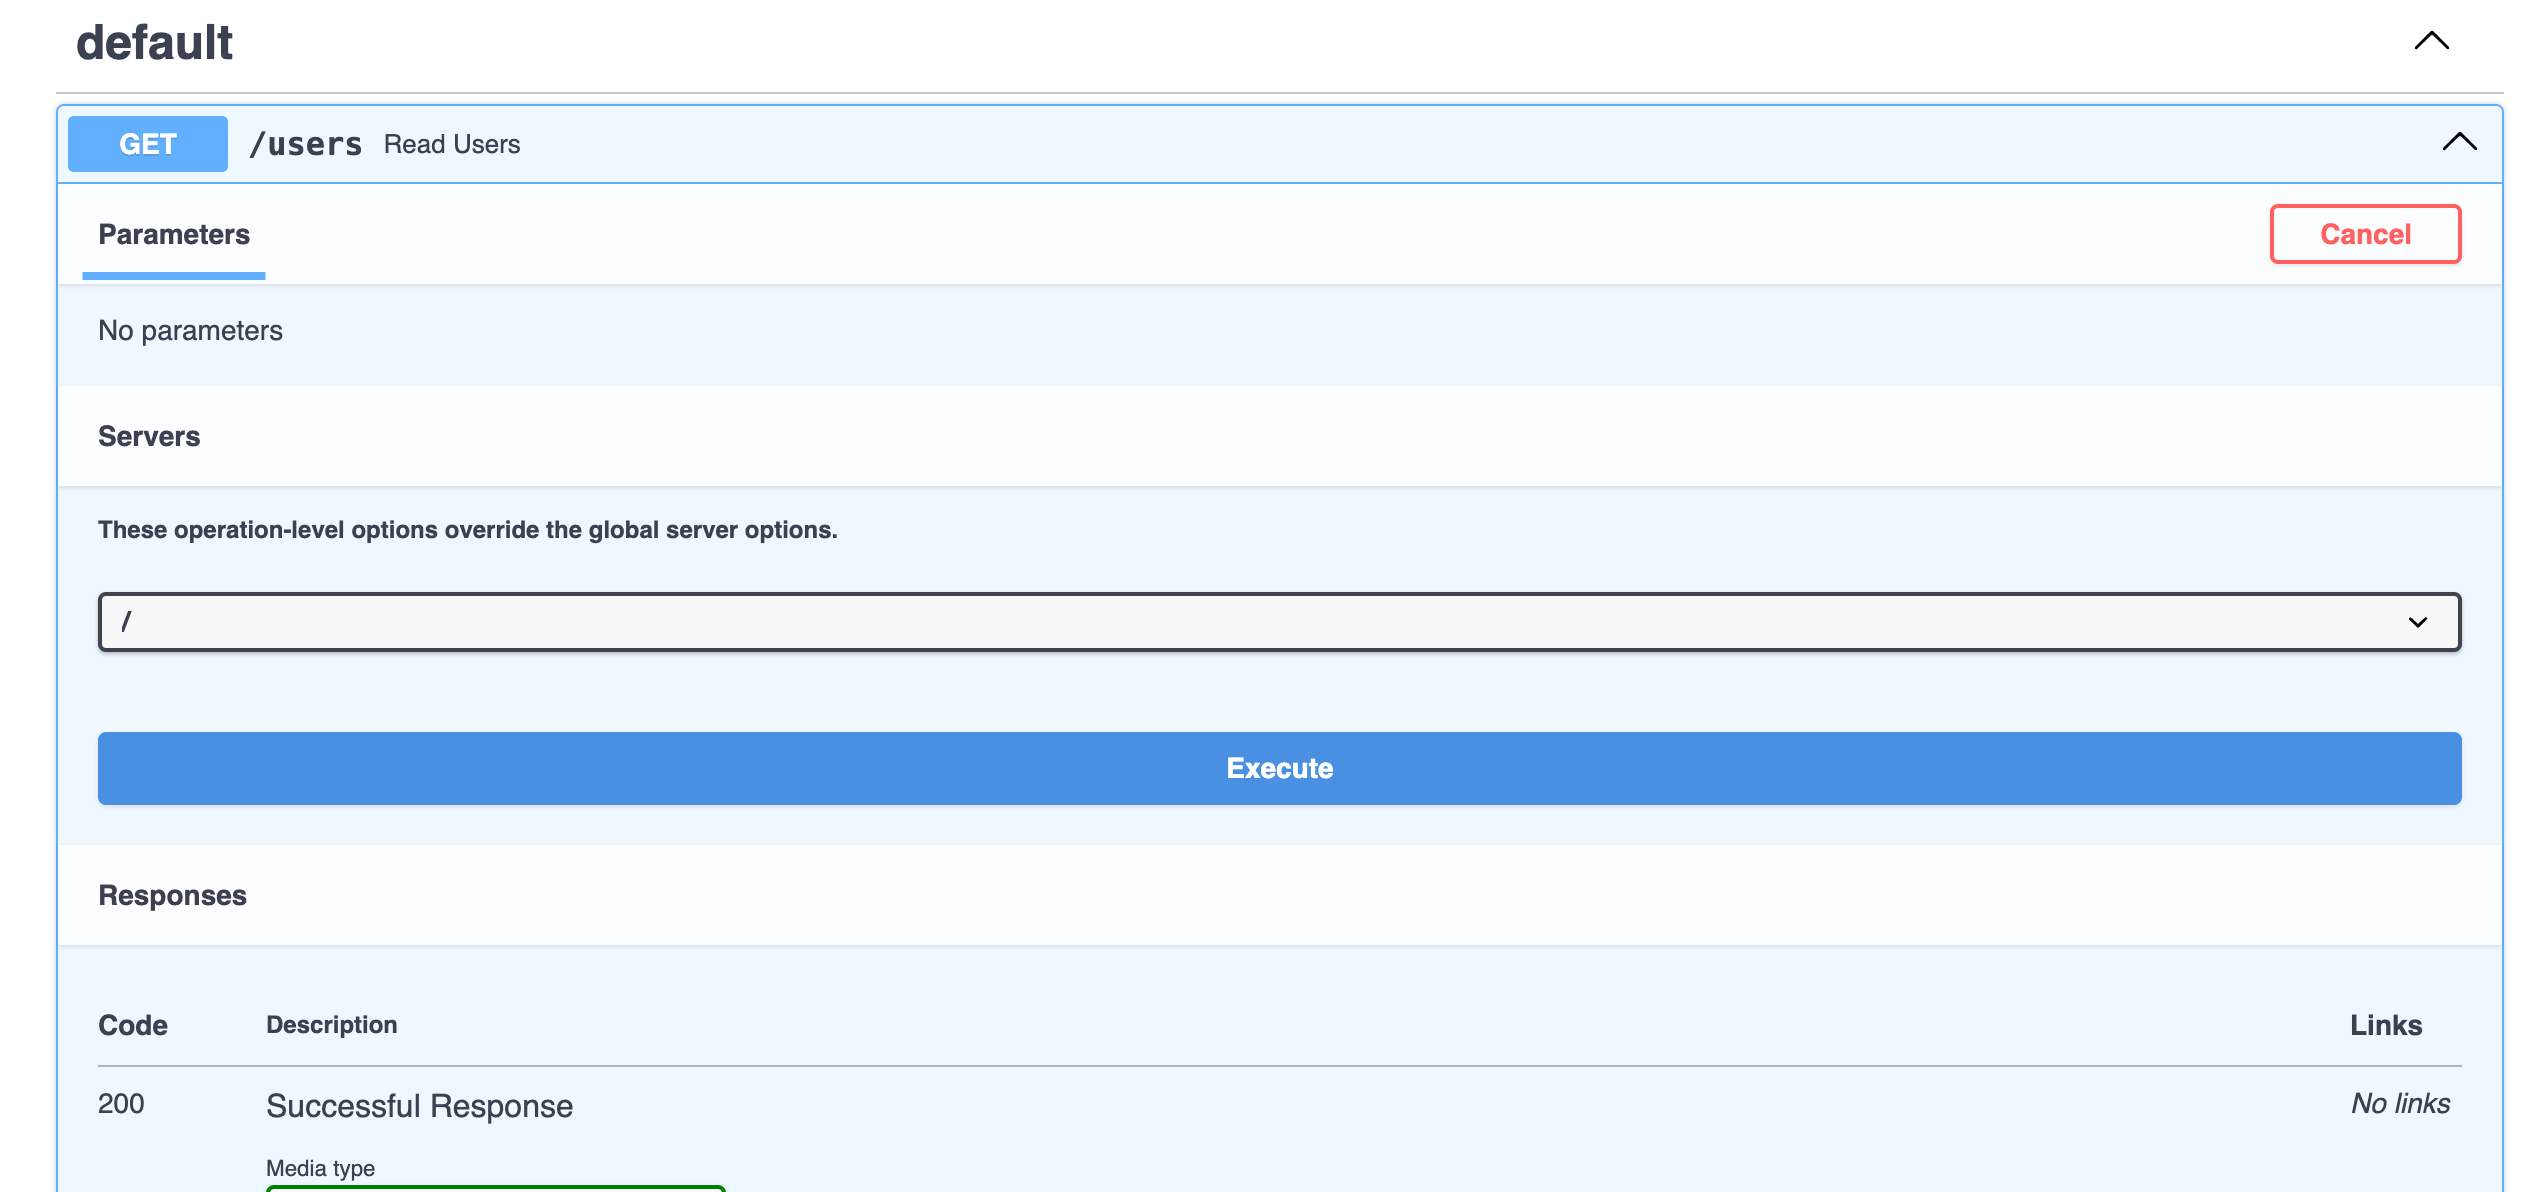 default
GET /users Read Users
Parameters Cancel
No parameters
Servers
These operation-level options override the global server options.
/
Execute
Responses
Code Description Links
200 Successful Response No links
Media type